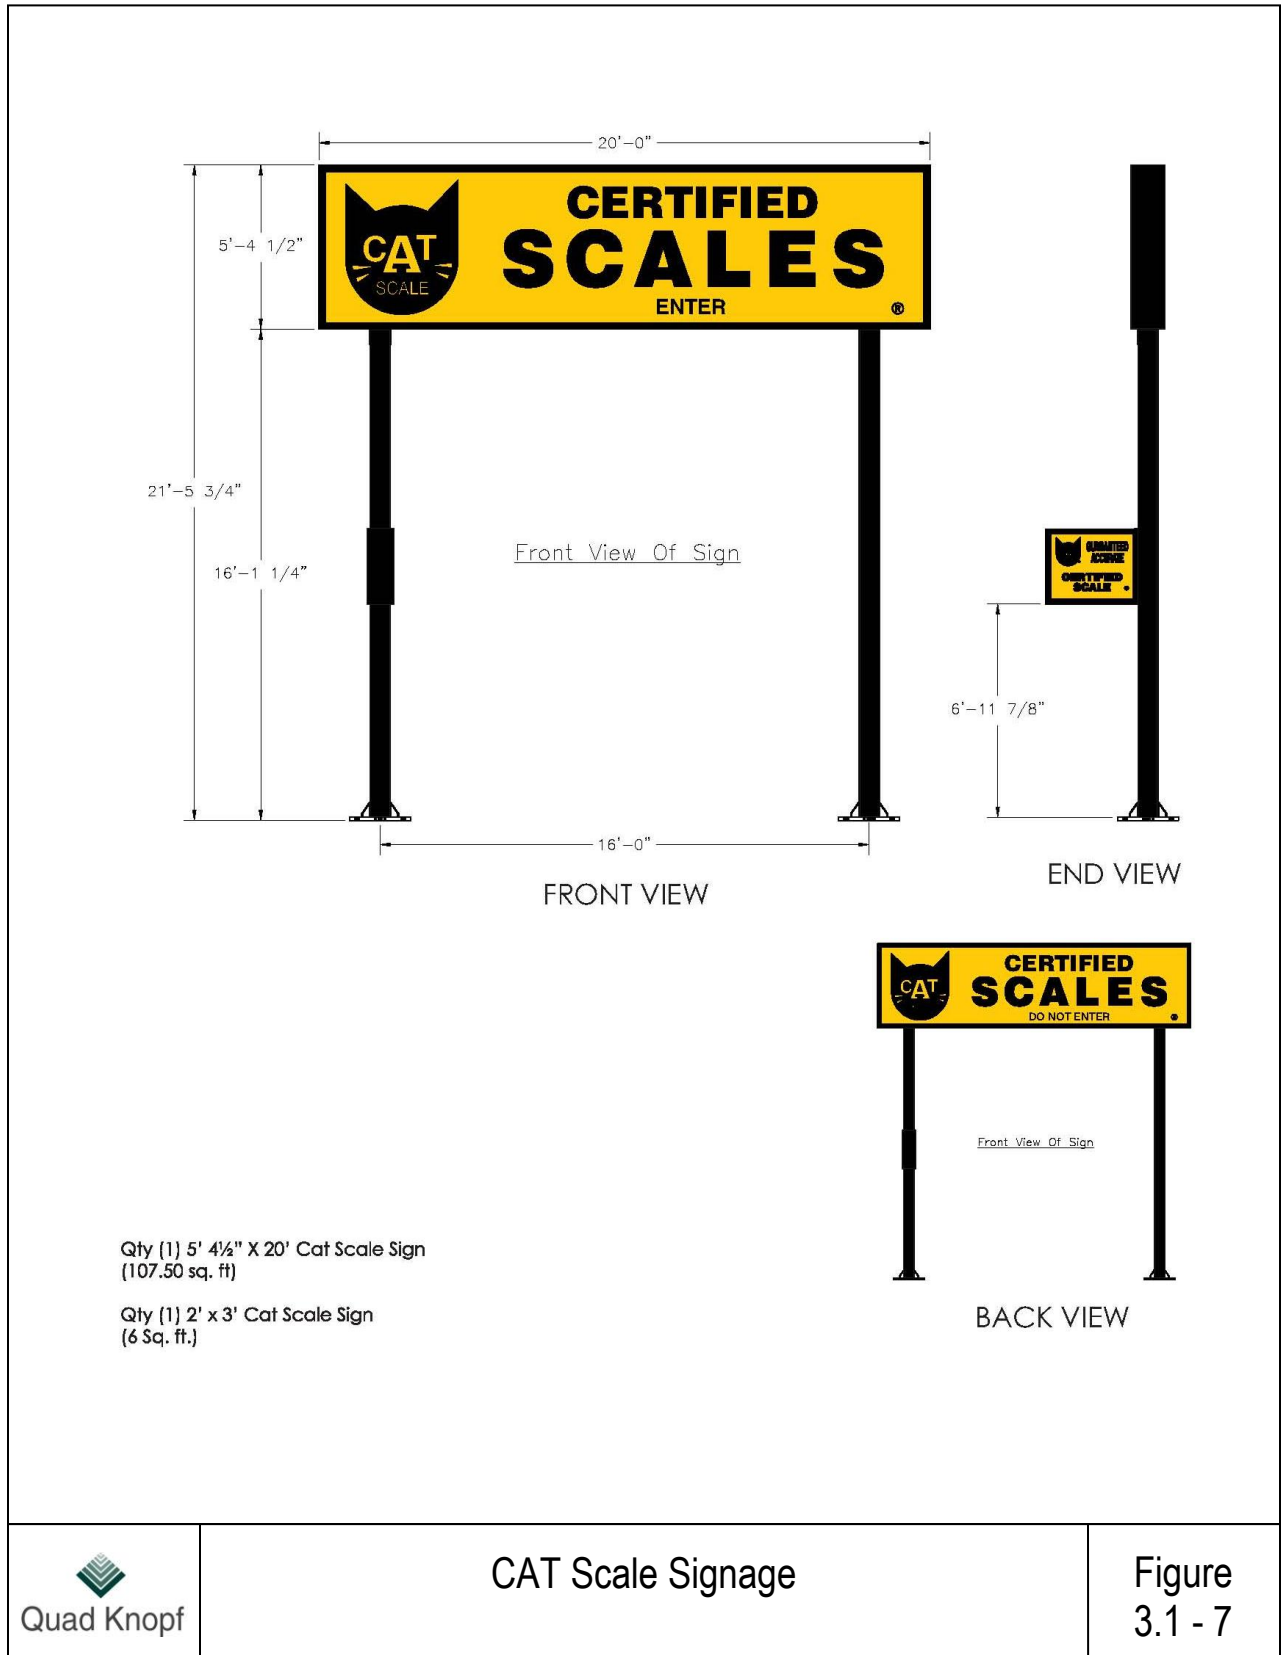 20'-0"
5'-4 1/2"
CAT
SCALE
CERTIFIED
SCALES
ENTER
®
21'-5 3/4"
16'-1 1/4"
Front View Of Sign
16'-0"
FRONT VIEW
GUARANTEED
CERTIFIED
SCALE
6'-11 7/8"
END VIEW
CAT
CERTIFIED
SCALES
DO NOT ENTER
Front View Of Sign
BACK VIEW
Qty (1) 5' 4½" X 20' Cat Scale Sign
(107.50 sq. ft)
Qty (1) 2' x 3' Cat Scale Sign
(6 Sq. ft.)
Quad Knopf
CAT Scale Signage
Figure
3.1 - 7